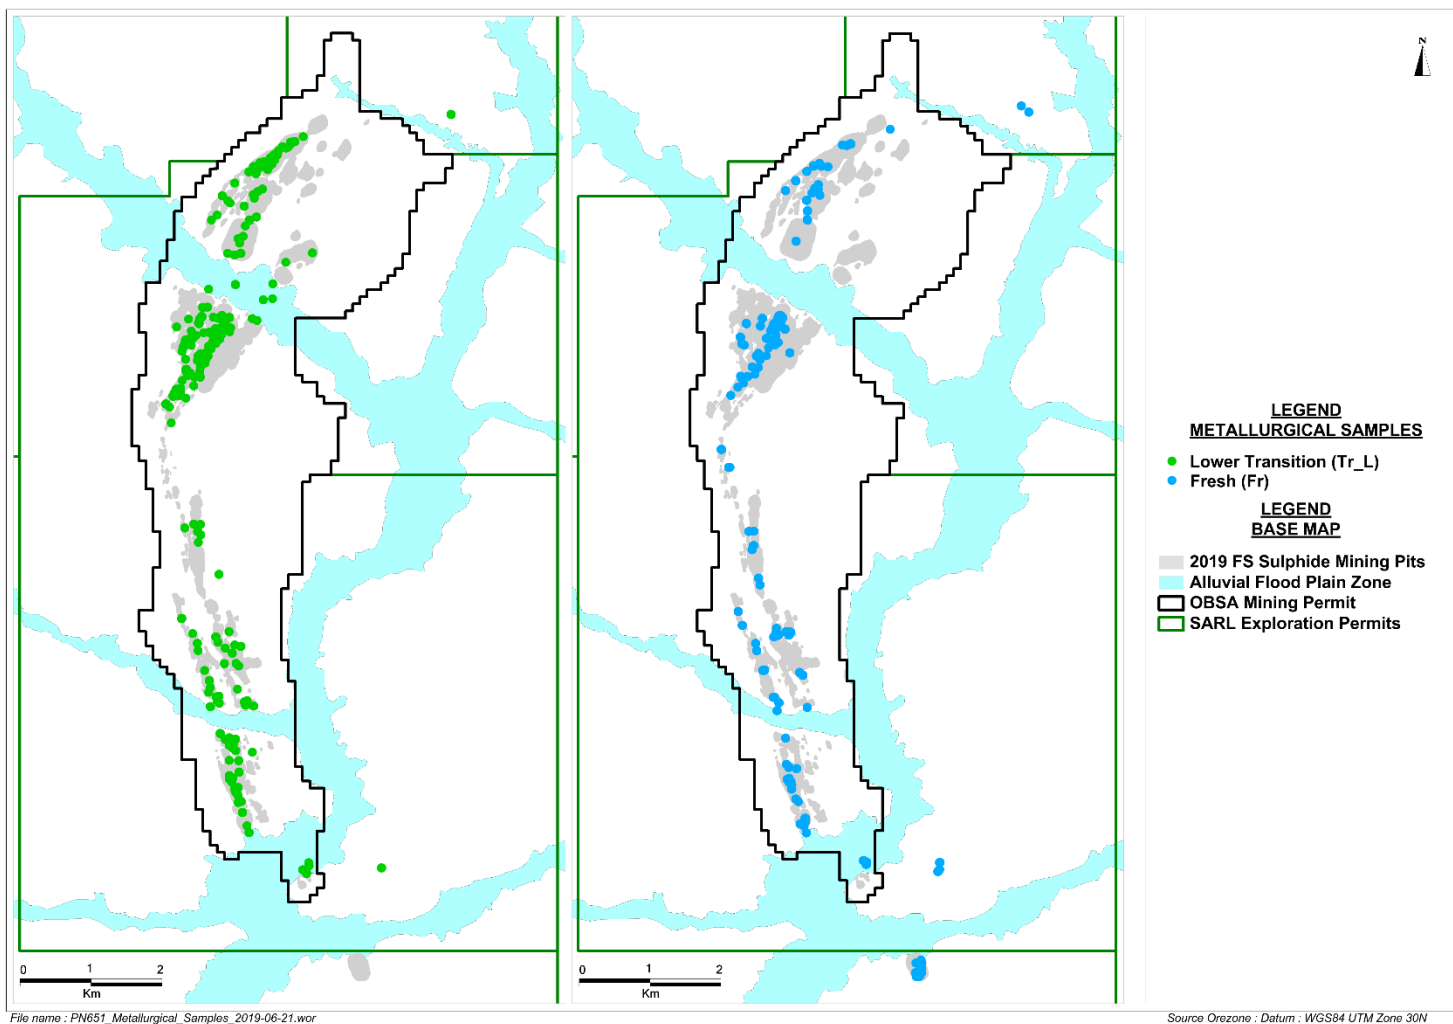 N
LEGEND
METALLURGICAL SAMPLES
Lower Transition (Tr_L)
Fresh (Fr)
LEGEND
BASE MAP
2019 FS Sulphide Mining Pits
Alluvial Flood Plain Zone
OBSA Mining Permit
SARL Exploration Permits
0 1 2
Km
0 1 2
Km
File name : PN651_Metallurgical_Samples_2019-06-21.wor
Source Orezone : Datum : WGS84 UTM Zone 30N